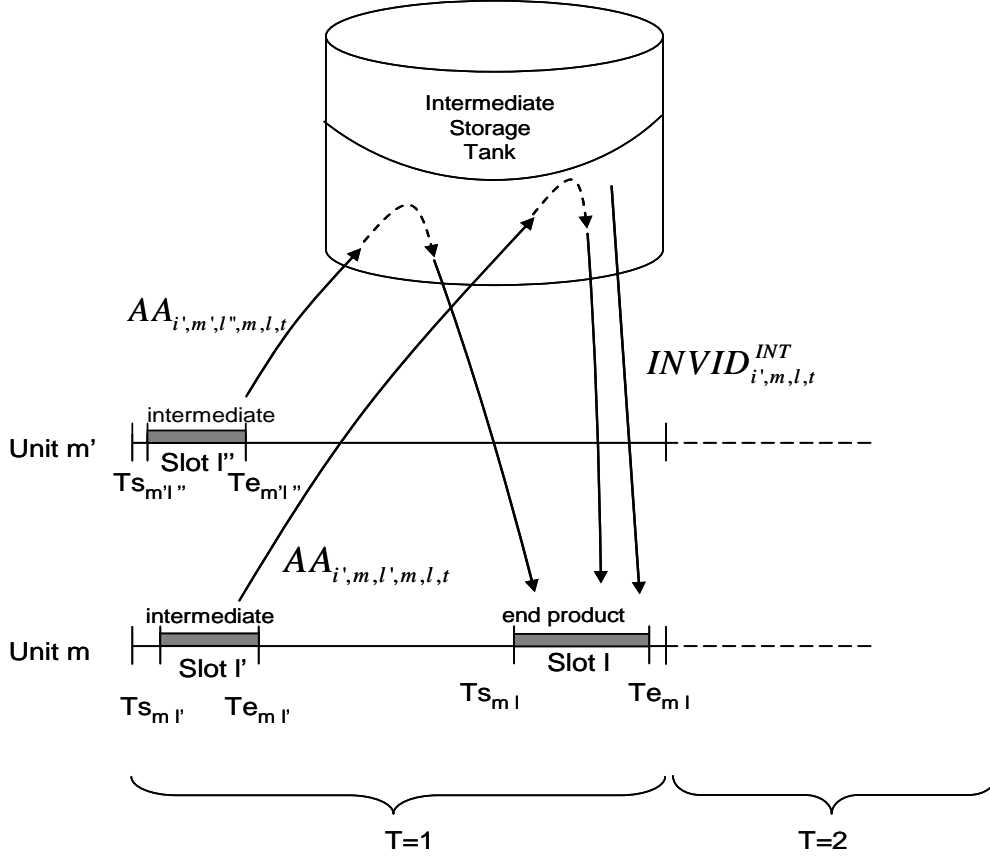 Intermediate
Storage
Tank
AA_{i',m',l'',m,l,t}
INVID^{INT}_{i',m,l,t}
intermediate
Unit m’
Slot l’’
Ts_{m’l’’} Te_{m’l’’}
AA_{i',m,l',m,l,t}
intermediate end product
Unit m
Slot l’ Slot l
Ts_{m l’} Te_{m l’} Ts_{m l} Te_{m l}
T=1 T=2